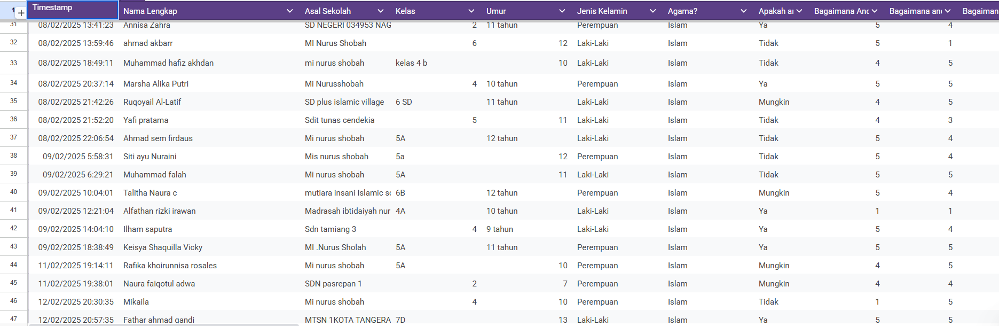 1 + Timestamp Nama Lengkap Asal Sekolah Kelas Umur Jenis Kelamin Agama? Apakah ar Bagaimana And Bagaimana and Bagaiman
31 08/02/2025 13:41:23 Annisa Zahra SD NEGERI 034953 NAG 2 11 tahun Perempuan Islam Ya 5 4
32 08/02/2025 13:59:46 ahmad akbarr MI Nurus Shobah 6 12 Laki-Laki Islam Tidak 5 1
33 08/02/2025 18:49:11 Muhammad hafiz akhdan mi nurus shobah kelas 4 b 10 Laki-Laki Islam Tidak 4 5
34 08/02/2025 20:37:14 Marsha Alika Putri Mi Nurusshobah 4 10 tahun Perempuan Islam Ya 5 5
35 08/02/2025 21:42:26 Ruqoyail Al-Latif SD plus islamic village 6 SD 11 tahun Laki-Laki Islam Mungkin 4 5
36 08/02/2025 21:52:20 Yafi pratama Sdit tunas cendekia 5 11 Laki-Laki Islam Tidak 4 3
37 08/02/2025 22:06:54 Ahmad sem firdaus Mi nurus shobah 5A 12 tahun Laki-Laki Islam Tidak 5 4
38 09/02/2025 5:58:31 Siti ayu Nuraini Mis nurus shobah 5a 12 Perempuan Islam Tidak 5 4
39 09/02/2025 6:29:21 Muhammad falah Mi nurus shobah 5A 11 Laki-Laki Islam Tidak 5 5
40 09/02/2025 10:04:01 Talitha Naura c mutiara insani Islamic sc 6B 12 tahun Perempuan Islam Mungkin 5 4
41 09/02/2025 12:21:04 Alfathan rizki irawan Madrasah ibtidaiyah nur 4A 10 tahun Laki-Laki Islam Ya 1 1
42 09/02/2025 14:04:10 Ilham saputra Sdn tamiang 3 4 9 tahun Laki-Laki Islam Ya 5 4
43 09/02/2025 18:38:49 Keisya Shaquilla Vicky MI .Nurus Sholah 5A 11 tahun Perempuan Islam Ya 5 5
44 11/02/2025 19:14:11 Rafika khoirunnisa rosales Mi nurus shobah 5A 10 Perempuan Islam Mungkin 4 5
45 11/02/2025 19:38:01 Naura faiqotul adwa SDN pasrepan 1 2 7 Perempuan Islam Mungkin 4 4
46 12/02/2025 20:30:35 Mikaila Mi nurus shobah 4 10 Perempuan Islam Tidak 1 5
47 12/02/2025 20:57:35 Fathar ahmad gandi MTSN 1KOTA TANGERA 7D 13 Laki-Laki Islam Ya 5 5